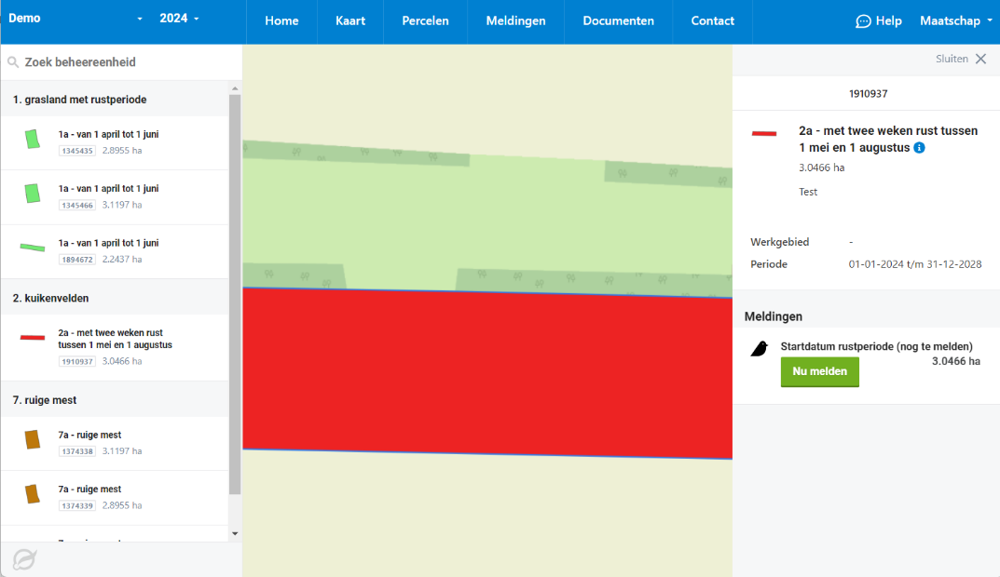 Demo
2024
Home
Kaart
Percelen
Meldingen
Documenten
Contact
Help
Maatschap
Zoek beheereenheid
1. grasland met rustperiode
1a - van 1 april tot 1 juni
1345435 2.8955 ha
1a - van 1 april tot 1 juni
1345466 3.1197 ha
1a - van 1 april tot 1 juni
1894672 2.2437 ha
2. kuikenvelden
2a - met twee weken rust
tussen 1 mei en 1 augustus
1910937 3.0466 ha
7. ruige mest
7a - ruige mest
1374338 3.1197 ha
7a - ruige mest
1374339 2.8955 ha
Sluiten
1910937
2a - met twee weken rust tussen
1 mei en 1 augustus
3.0466 ha
Test
Werkgebied -
Periode 01-01-2024 t/m 31-12-2028
Meldingen
Startdatum rustperiode (nog te melden)
3.0466 ha
Nu melden